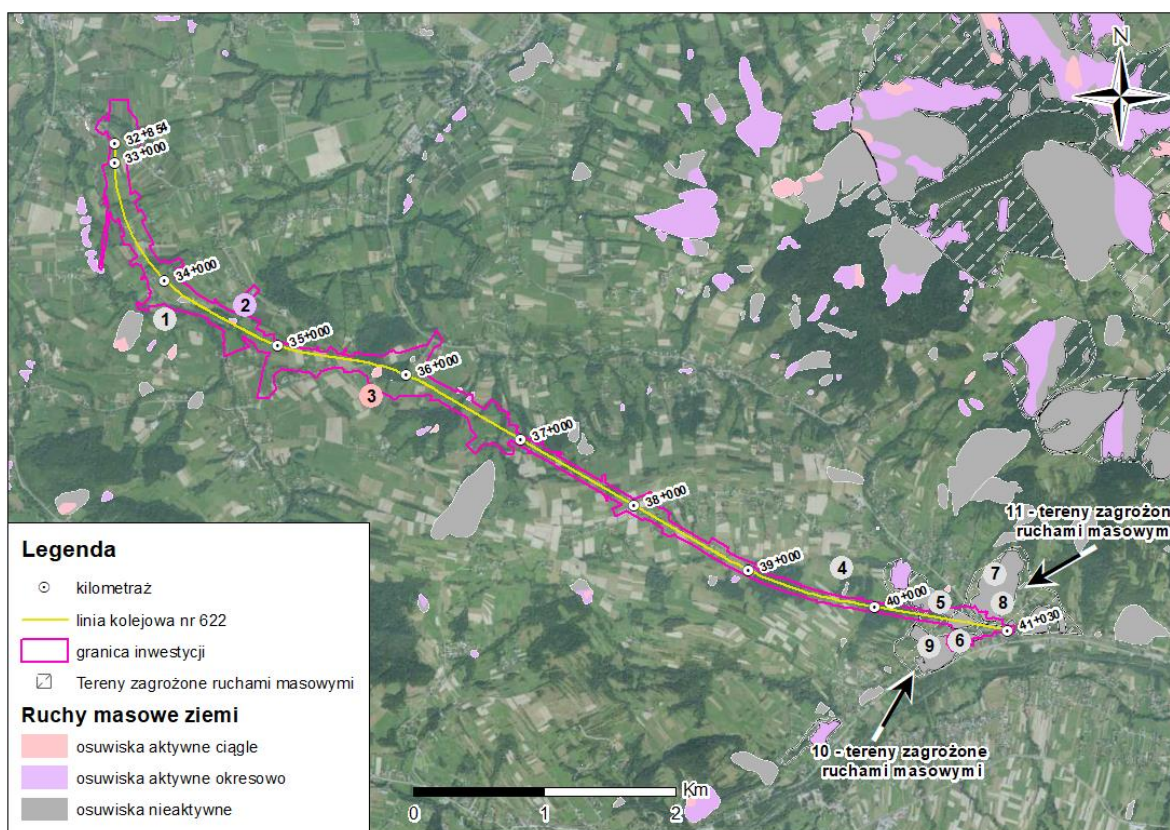 N
32+854
33+000
34+000
1
2
35+000
36+000
3
37+000
38+000
11 - tereny zagrożon
ruchami masowym
39+000
4
7
40+000
5
8
41+030
9
6
10 - tereny zagrożone
ruchami masowymi
Km
0
1
2
Legenda
kilometraż
linia kolejowa nr 622
granica inwestycji
Tereny zagrożone ruchami masowymi
Ruchy masowe ziemi
osuwiska aktywne ciągle
osuwiska aktywne okresowo
osuwiska nieaktywne